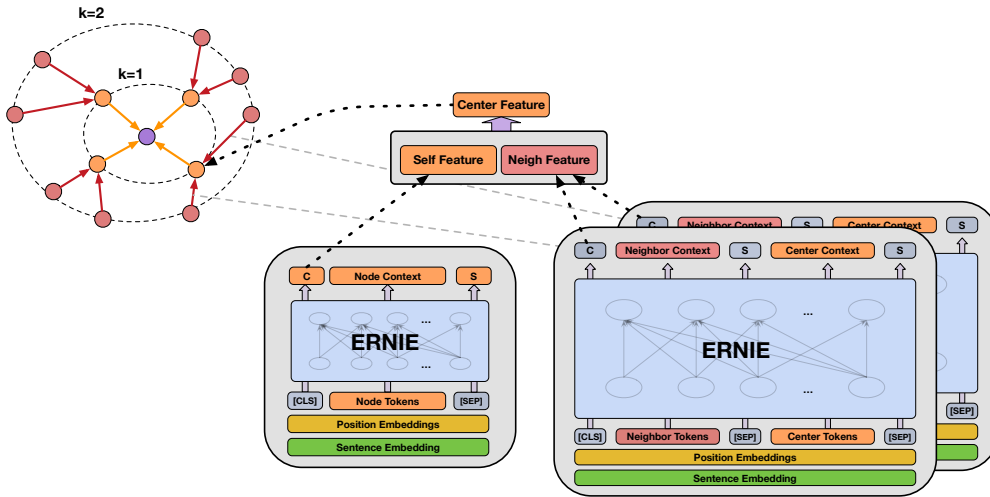 k=2
k=1
Center Feature
Self Feature Neigh Feature
C Neighbor Context S Center Context S
C Neighbor Context S Center Context S
C Node Context S
...
ERNIE
...
[CLS] Node Tokens [SEP]
Position Embeddings
Sentence Embedding
...
ERNIE
...
[CLS] Neighbor Tokens [SEP] Center Tokens [SEP]
Position Embeddings
Sentence Embedding
[SEP]